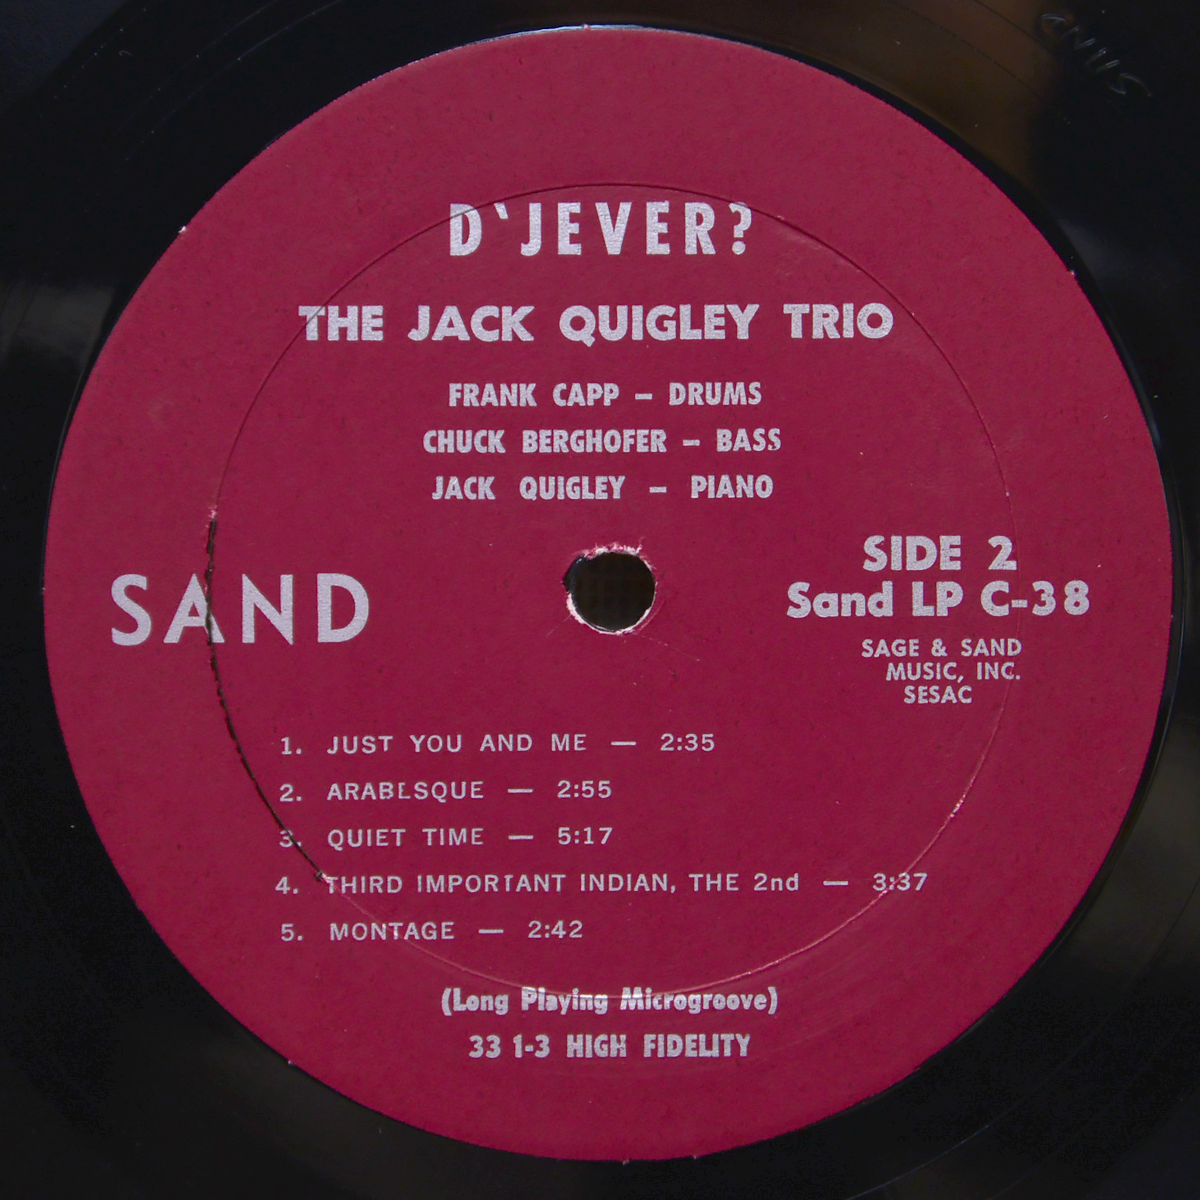 D'JEVER?
THE JACK QUIGLEY TRIO
FRANK CAPP – DRUMS
CHUCK BERGHOFER – BASS
JACK QUIGLEY – PIANO
SAND
SIDE 2
Sand LP C-38
SAGE & SAND
MUSIC, INC.
SESAC
1. JUST YOU AND ME — 2:35
2. ARABESQUE — 2:55
3. QUIET TIME — 5:17
4. THIRD IMPORTANT INDIAN, THE 2nd — 3:37
5. MONTAGE — 2:42
(Long Playing Microgroove)
33 1-3 HIGH FIDELITY